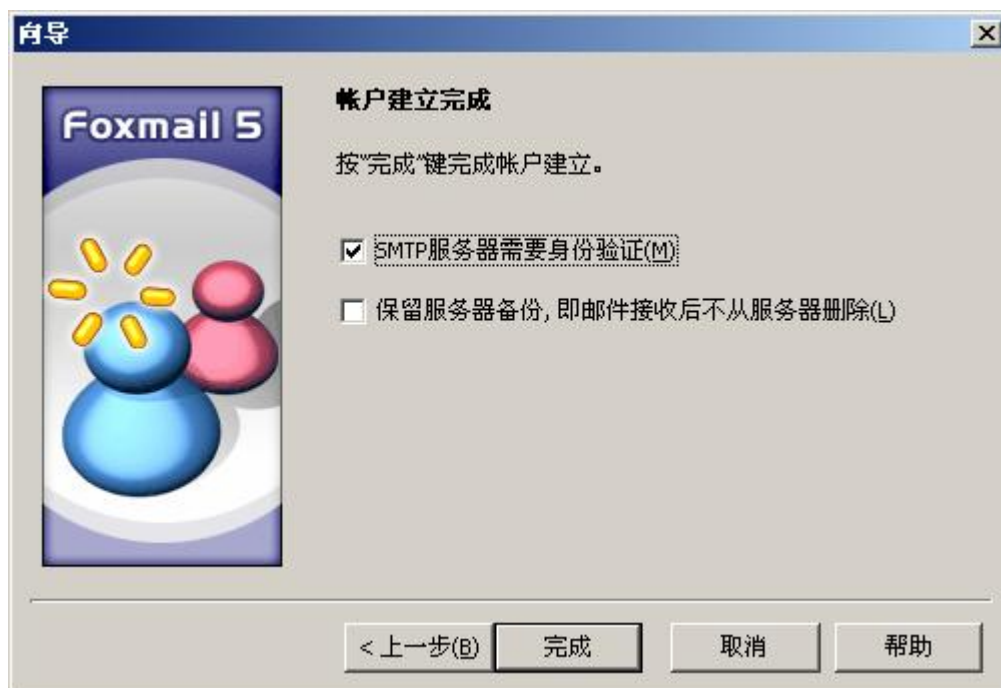 向导
Foxmail 5
帐户建立完成
按"完成"键完成帐户建立。
SMTP服务器需要身份验证(M)
保留服务器备份, 即邮件接收后不从服务器删除(L)
< 上一步(B)
完成
取消
帮助